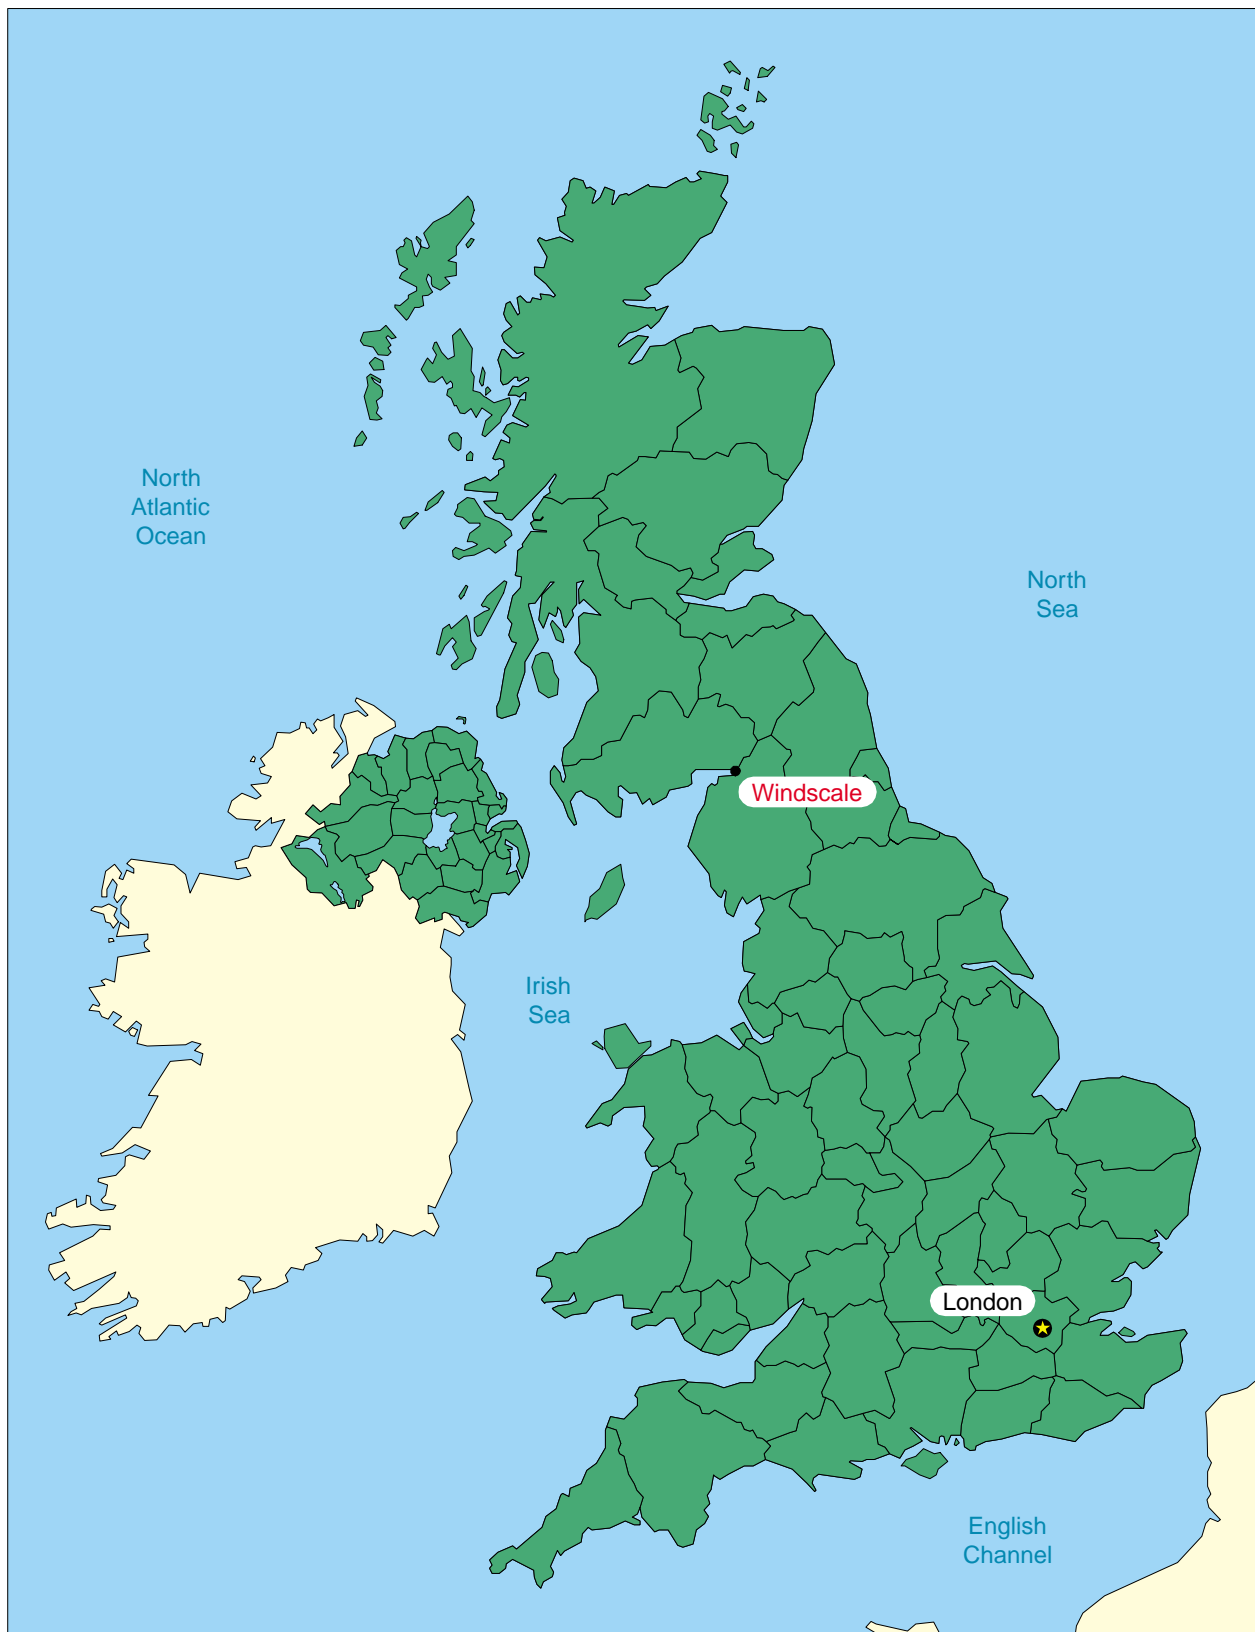 North
Atlantic
Ocean
North
Sea
Windscale
Irish
Sea
London
English
Channel